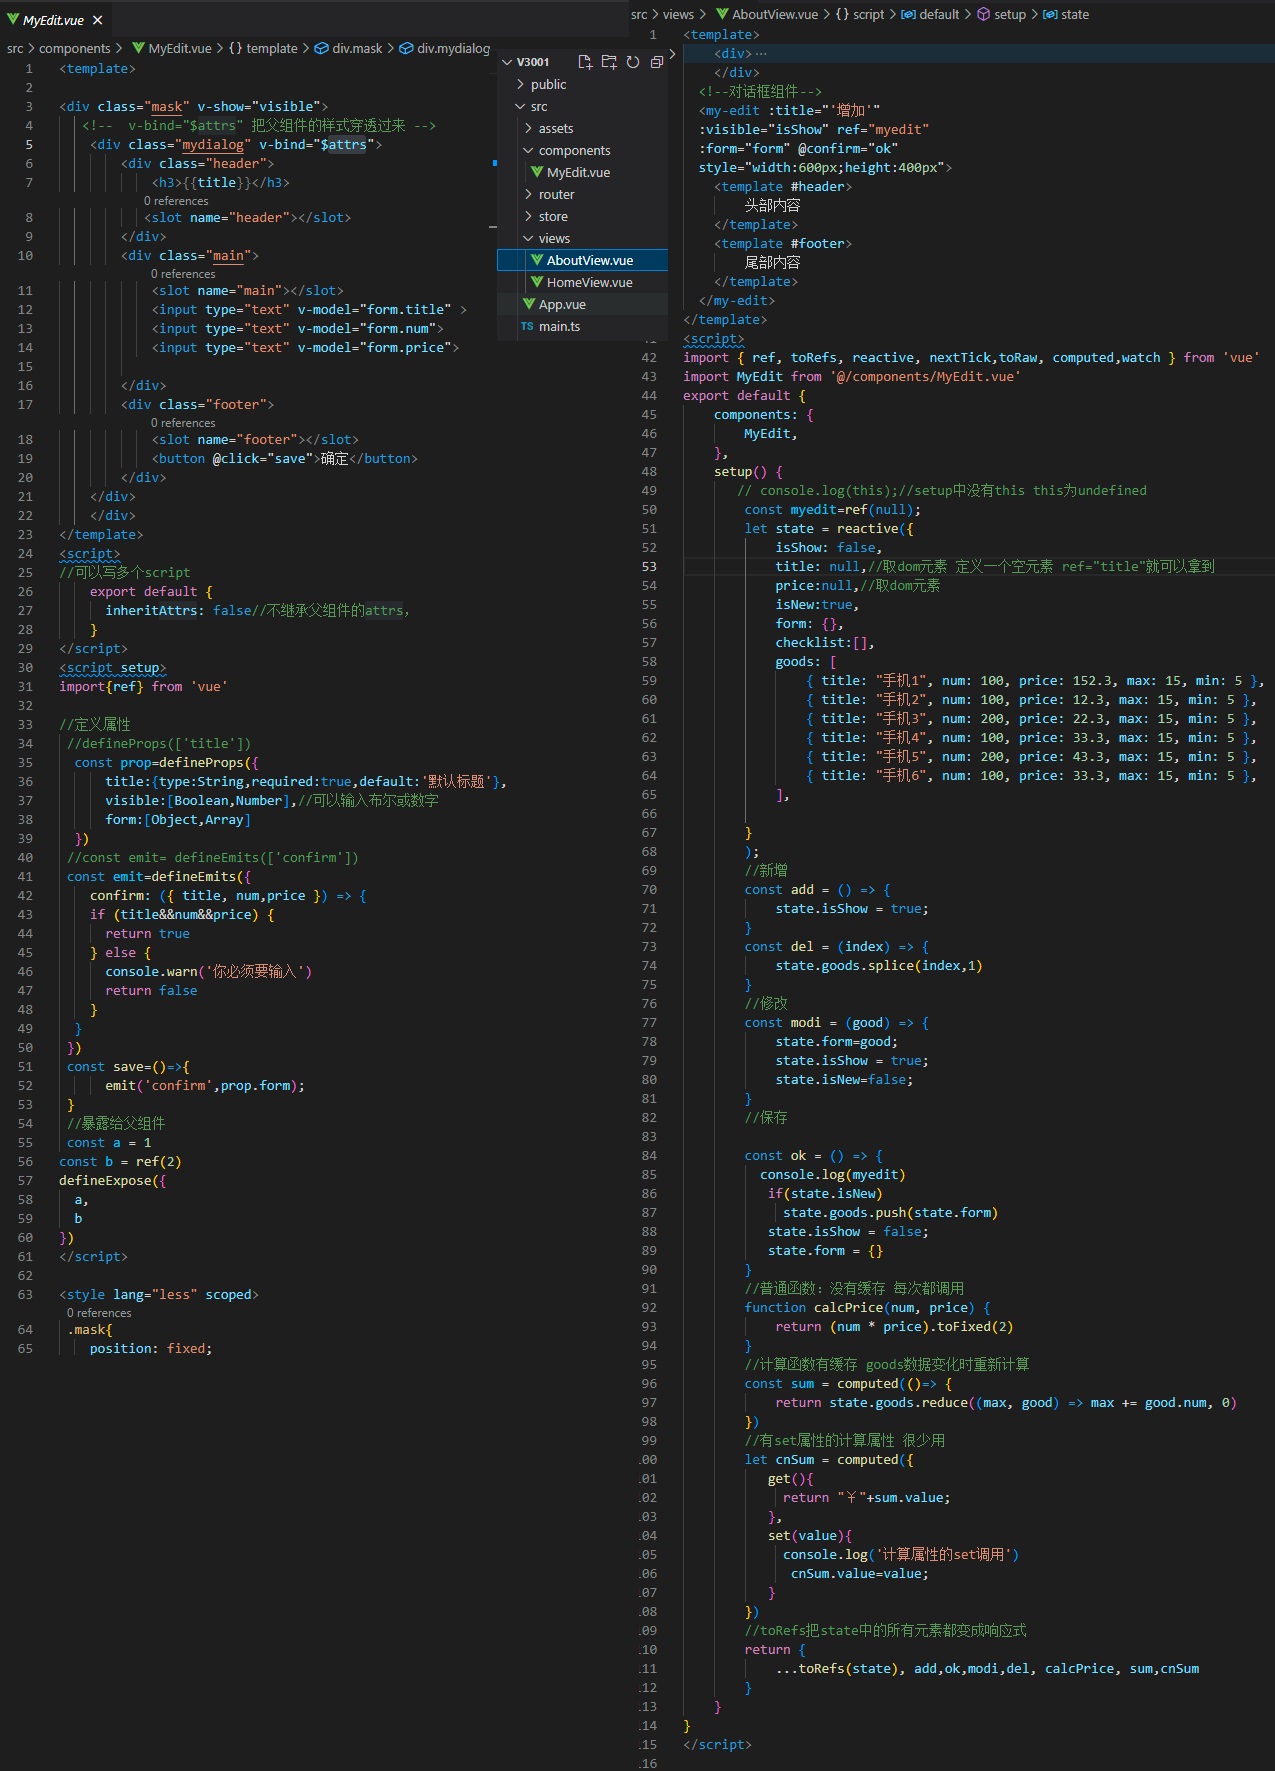 MyEdit.vue ×
src > components > MyEdit.vue > {} template > div.mask > div.mydialog
1 <template>
2
3 <div class="mask" v-show="visible">
4 <!--  v-bind="$attrs" 把父组件的样式穿透过来 -->
5 <div class="mydialog" v-bind="$attrs">
6 <div class="header">
7 <h3>{{title}}</h3>
0 references
8 <slot name="header"></slot>
9 </div>
10 <div class="main">
0 references
11 <slot name="main"></slot>
12 <input type="text" v-model="form.title" >
13 <input type="text" v-model="form.num">
14 <input type="text" v-model="form.price">
15
16 </div>
17 <div class="footer">
0 references
18 <slot name="footer"></slot>
19 <button @click="save">确定</button>
20 </div>
21 </div>
22 </div>
23 </template>
24 <script>
25 //可以写多个script
26 export default {
27 inheritAttrs: false//不继承父组件的attrs,
28 }
29 </script>
30 <script setup>
31 import{ref} from 'vue'
32
33 //定义属性
34 //defineProps(['title'])
35 const prop=defineProps({
36 title:{type:String,required:true,default:'默认标题'},
37 visible:[Boolean,Number],//可以输入布尔或数字
38 form:[Object,Array]
39 })
40 //const emit= defineEmits(['confirm'])
41 const emit=defineEmits({
42 confirm: ({ title, num,price }) => {
43 if (title&&num&&price) {
44 return true
45 } else {
46 console.warn('你必须要输入')
47 return false
48 }
49 }
50 })
51 const save=()=>{
52 emit('confirm',prop.form);
53 }
54 //暴露给父组件
55 const a = 1
56 const b = ref(2)
57 defineExpose({
58 a,
59 b
60 })
61 </script>
62
63 <style lang="less" scoped>
0 references
64 .mask{
65 position: fixed;
V3001
public
src
assets
components
MyEdit.vue
router
store
views
AboutView.vue
HomeView.vue
App.vue
TS main.ts
src > views > AboutView.vue > {} script > default > setup > state
1 <template>
<div>···
</div>
<!--对话框组件-->
<my-edit :title="'增加'"
:visible="isShow" ref="myedit"
:form="form" @confirm="ok"
style="width:600px;height:400px">
<template #header>
头部内容
</template>
<template #footer>
尾部内容
</template>
</my-edit>
</template>
<script>
42 import { ref, toRefs, reactive, nextTick,toRaw, computed,watch } from 'vue'
43 import MyEdit from '@/components/MyEdit.vue'
44 export default {
45 components: {
46 MyEdit,
47 },
48 setup() {
49 // console.log(this);//setup中没有this this为undefined
50 const myedit=ref(null);
51 let state = reactive({
52 isShow: false,
53 title: null,//取dom元素 定义一个空元素 ref="title"就可以拿到
54 price:null,//取dom元素
55 isNew:true,
56 form: {},
57 checklist:[],
58 goods: [
59 { title: "手机1", num: 100, price: 152.3, max: 15, min: 5 },
60 { title: "手机2", num: 100, price: 12.3, max: 15, min: 5 },
61 { title: "手机3", num: 200, price: 22.3, max: 15, min: 5 },
62 { title: "手机4", num: 100, price: 33.3, max: 15, min: 5 },
63 { title: "手机5", num: 200, price: 43.3, max: 15, min: 5 },
64 { title: "手机6", num: 100, price: 33.3, max: 15, min: 5 },
65 ],
66
67 }
68 );
69 //新增
70 const add = () => {
71 state.isShow = true;
72 }
73 const del = (index) => {
74 state.goods.splice(index,1)
75 }
76 //修改
77 const modi = (good) => {
78 state.form=good;
79 state.isShow = true;
80 state.isNew=false;
81 }
82 //保存
83
84 const ok = () => {
85 console.log(myedit)
86 if(state.isNew)
87 state.goods.push(state.form)
88 state.isShow = false;
89 state.form = {}
90 }
91 //普通函数: 没有缓存 每次都调用
92 function calcPrice(num, price) {
93 return (num * price).toFixed(2)
94 }
95 //计算函数有缓存 goods数据变化时重新计算
96 const sum = computed(()=> {
97 return state.goods.reduce((max, good) => max += good.num, 0)
98 })
99 //有set属性的计算属性 很少用
.00 let cnSum = computed({
.01 get(){
.02 return "￥"+sum.value;
.03 },
.04 set(value){
.05 console.log('计算属性的set调用')
.06 cnSum.value=value;
.07 }
.08 })
.09 //toRefs把state中的所有元素都变成响应式
.10 return {
.11 ...toRefs(state), add,ok,modi,del, calcPrice, sum,cnSum
.12 }
.13 }
.14 }
.15 </script>
.16